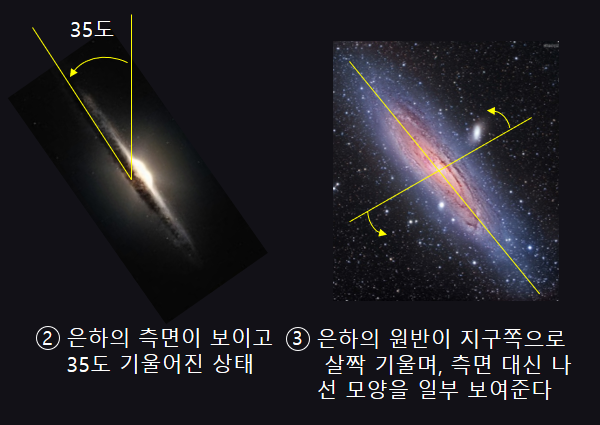 35도
② 은하의 측면이 보이고
35도 기울어진 상태
③ 은하의 원반이 지구쪽으로
살짝 기울며, 측면 대신 나
선 모양을 일부 보여준다